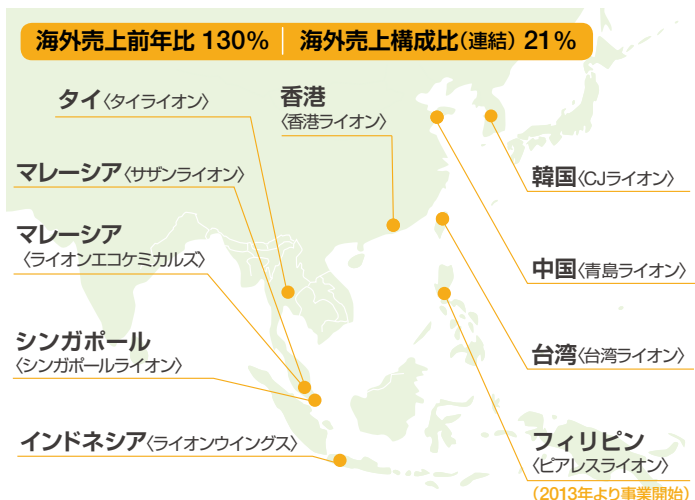 海外売上前年比 130% | 海外売上構成比(連結) 21%
タイ〈タイライオン〉
香港
〈香港ライオン〉
マレーシア〈サザンライオン〉
韓国〈CJライオン〉
マレーシア
〈ライオンエコケミカルズ〉
中国〈青島ライオン〉
シンガポール
〈シンガポールライオン〉
台湾〈台湾ライオン〉
インドネシア〈ライオンウイングス〉
フィリピン
〈ピアレスライオン〉
(2013年より事業開始)